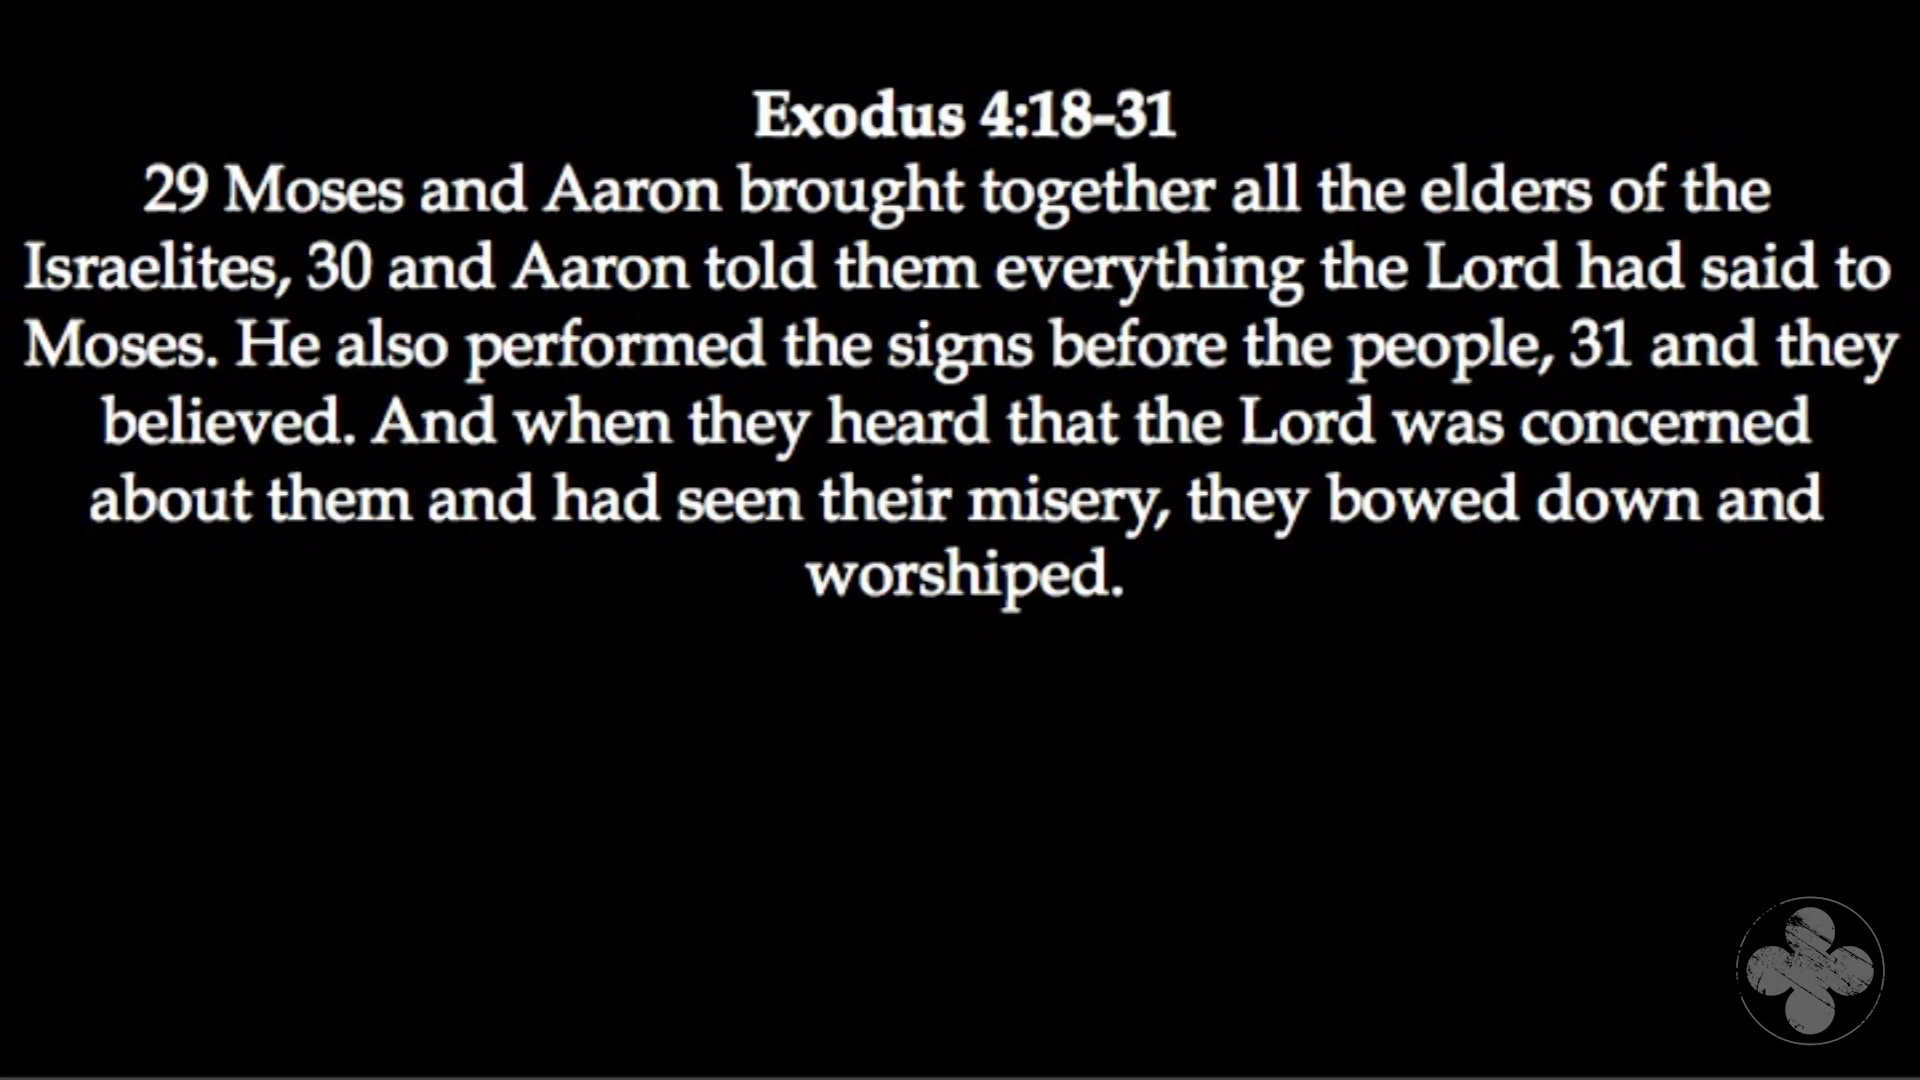 Exodus 4:18-31
29 Moses and Aaron brought together all the elders of the
Israelites, 30 and Aaron told them everything the Lord had said to
Moses. He also performed the signs before the people, 31 and they
believed. And when they heard that the Lord was concerned
about them and had seen their misery, they bowed down and
worshiped.